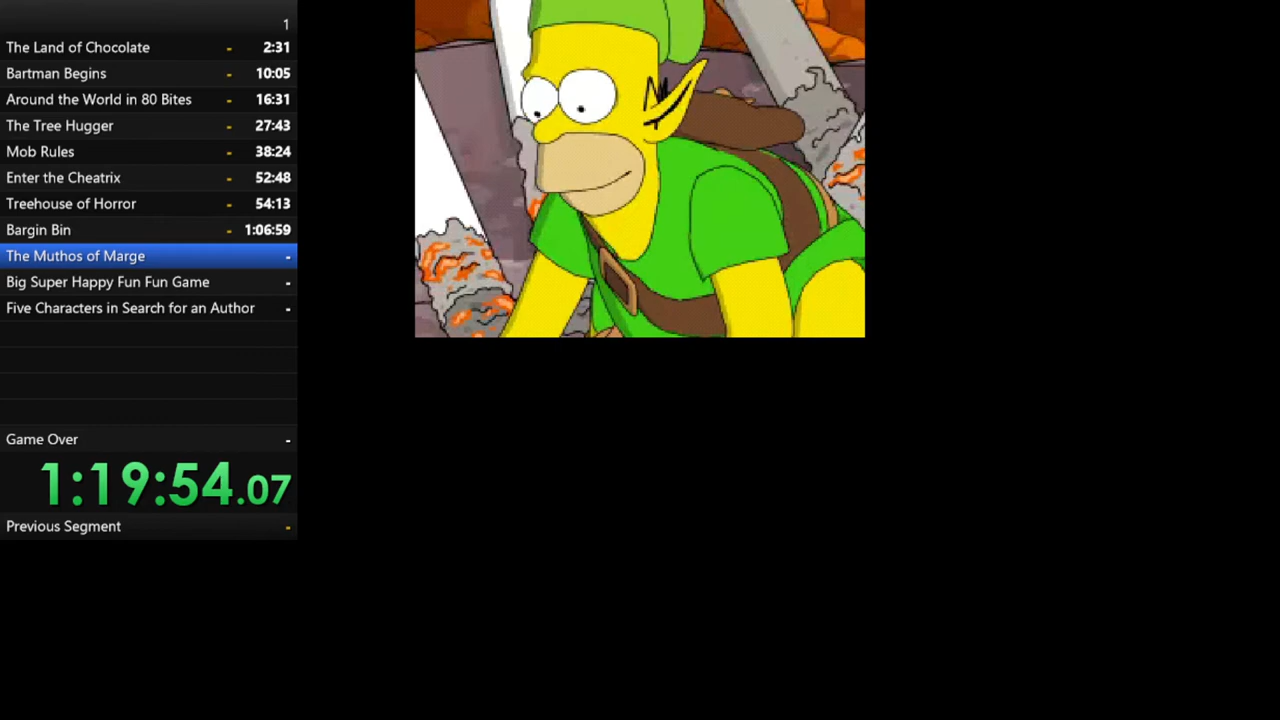 1
The Land of Chocolate - 2:31
Bartman Begins - 10:05
Around the World in 80 Bites - 16:31
The Tree Hugger - 27:43
Mob Rules - 38:24
Enter the Cheatrix - 52:48
Treehouse of Horror - 54:13
Bargin Bin - 1:06:59
The Muthos of Marge -
Big Super Happy Fun Fun Game -
Five Characters in Search for an Author -
Game Over -
1:19:54.07
Previous Segment -